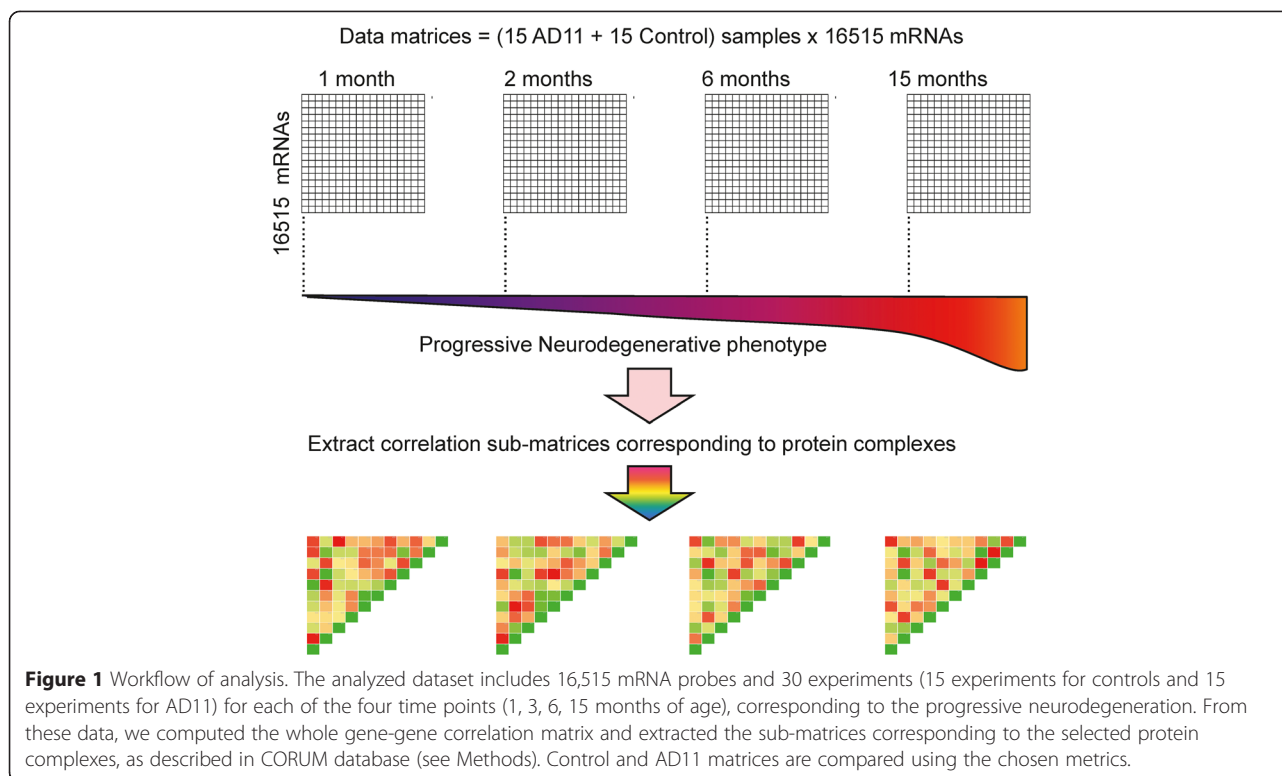 Data matrices = (15 AD11 + 15 Control) samples x 16515 mRNAs
1 month
2 months
6 months
15 months
16515 mRNAs
Progressive Neurodegenerative phenotype
Extract correlation sub-matrices corresponding to protein complexes
Figure 1 Workflow of analysis. The analyzed dataset includes 16,515 mRNA probes and 30 experiments (15 experiments for controls and 15
experiments for AD11) for each of the four time points (1, 3, 6, 15 months of age), corresponding to the progressive neurodegeneration. From
these data, we computed the whole gene-gene correlation matrix and extracted the sub-matrices corresponding to the selected protein
complexes, as described in CORUM database (see Methods). Control and AD11 matrices are compared using the chosen metrics.